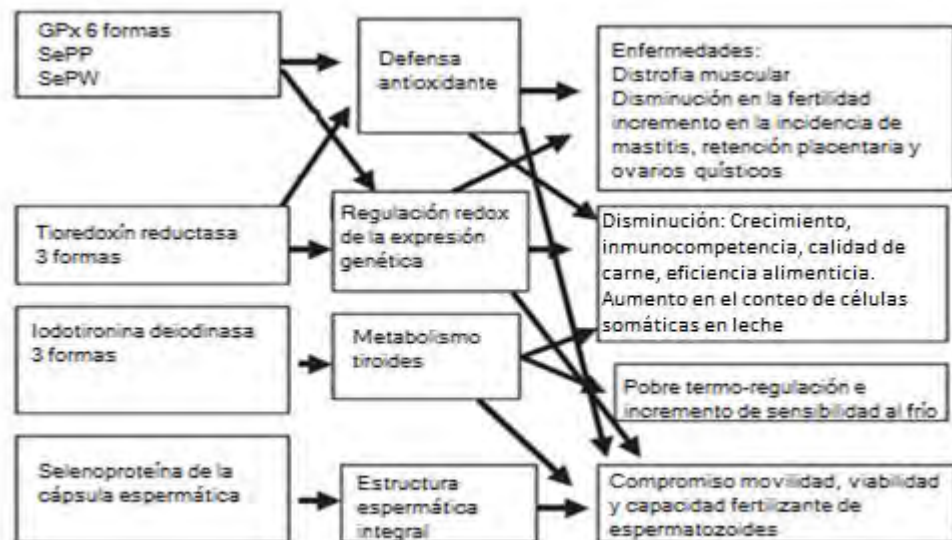 GPx 6 formas
SePP
SePW
Defensa
antioxidante
Enfermedades:
Distrofia muscular
Disminución en la fertilidad
incremento en la incidencia de
mastitis, retención placentaria y
ovarios quísticos
Tioredoxín reductasa
3 formas
Regulación redox
de la expresión
genética
Disminución: Crecimiento,
inmunocompetencia, calidad de
carne, eficiencia alimenticia.
Aumento en el conteo de células
somáticas en leche
Iodotironina deiodinasa
3 formas
Metabolismo
tiroides
Pobre termo-regulación e
incremento de sensibilidad al frío
Selenoproteína de la
cápsula espermática
Estructura
espermática
integral
Compromiso movilidad, viabilidad
y capacidad fertilizante de
espermatozoides